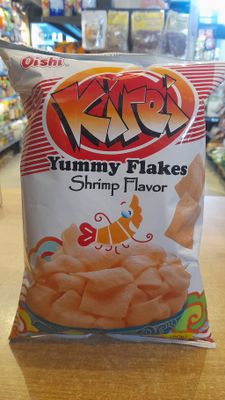 Oishi
Kirei
Yummy Flakes
Shrimp Flavor